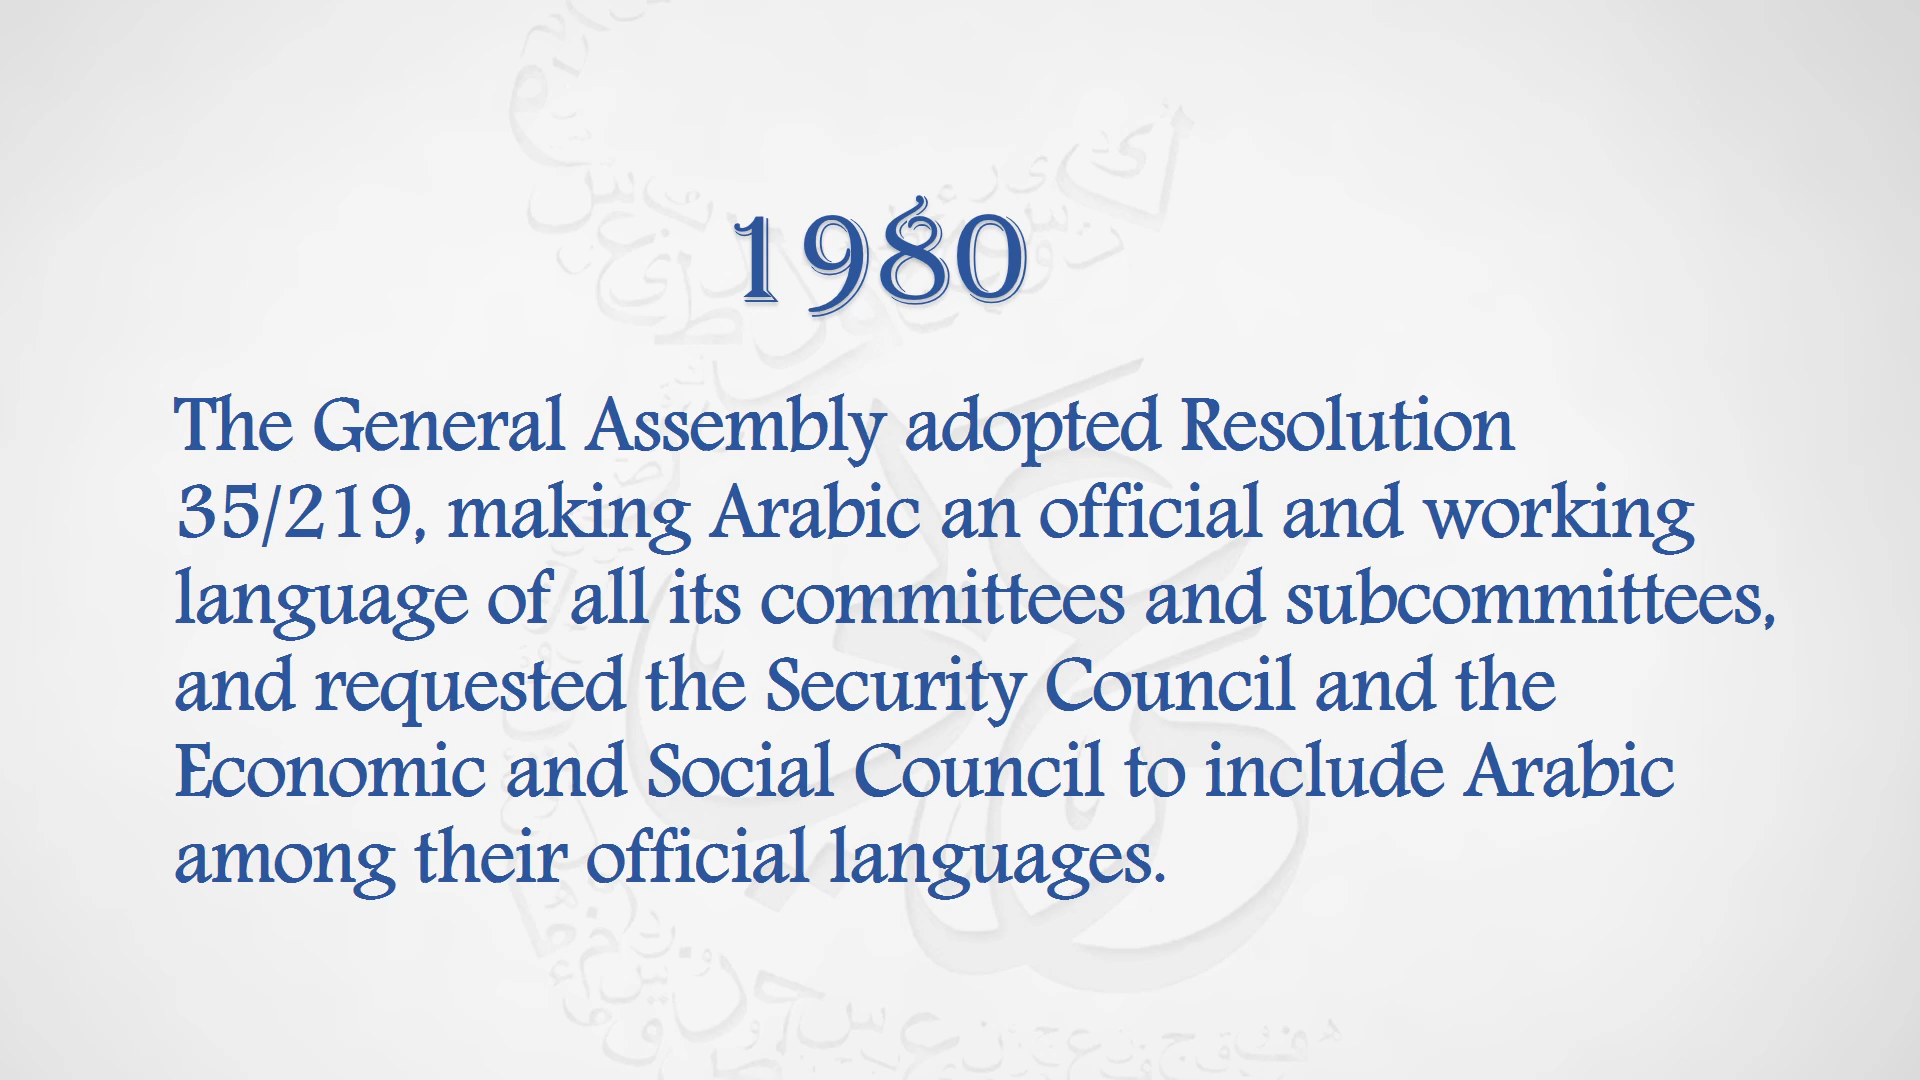 1980
The General Assembly adopted Resolution
35/219, making Arabic an official and working
language of all its committees and subcommittees,
and requested the Security Council and the
Economic and Social Council to include Arabic
among their official languages.